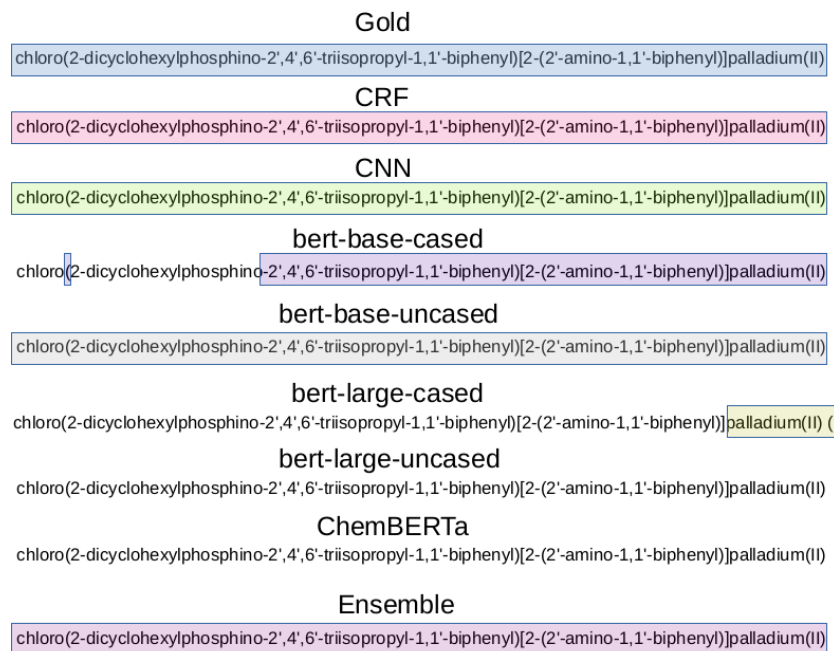 Gold
chloro(2-dicyclohexylphosphino-2',4',6'-triisopropyl-1,1'-biphenyl)[2-(2'-amino-1,1'-biphenyl)]palladium(II)
CRF
chloro(2-dicyclohexylphosphino-2',4',6'-triisopropyl-1,1'-biphenyl)[2-(2'-amino-1,1'-biphenyl)]palladium(II)
CNN
chloro(2-dicyclohexylphosphino-2',4',6'-triisopropyl-1,1'-biphenyl)[2-(2'-amino-1,1'-biphenyl)]palladium(II)
bert-base-cased
chloro(2-dicyclohexylphosphino-2',4',6'-triisopropyl-1,1'-biphenyl)[2-(2'-amino-1,1'-biphenyl)]palladium(II)
bert-base-uncased
chloro(2-dicyclohexylphosphino-2',4',6'-triisopropyl-1,1'-biphenyl)[2-(2'-amino-1,1'-biphenyl)]palladium(II)
bert-large-cased
chloro(2-dicyclohexylphosphino-2',4',6'-triisopropyl-1,1'-biphenyl)[2-(2'-amino-1,1'-biphenyl)]palladium(II) (
bert-large-uncased
chloro(2-dicyclohexylphosphino-2',4',6'-triisopropyl-1,1'-biphenyl)[2-(2'-amino-1,1'-biphenyl)]palladium(II)
ChemBERTa
chloro(2-dicyclohexylphosphino-2',4',6'-triisopropyl-1,1'-biphenyl)[2-(2'-amino-1,1'-biphenyl)]palladium(II)
Ensemble
chloro(2-dicyclohexylphosphino-2',4',6'-triisopropyl-1,1'-biphenyl)[2-(2'-amino-1,1'-biphenyl)]palladium(II)